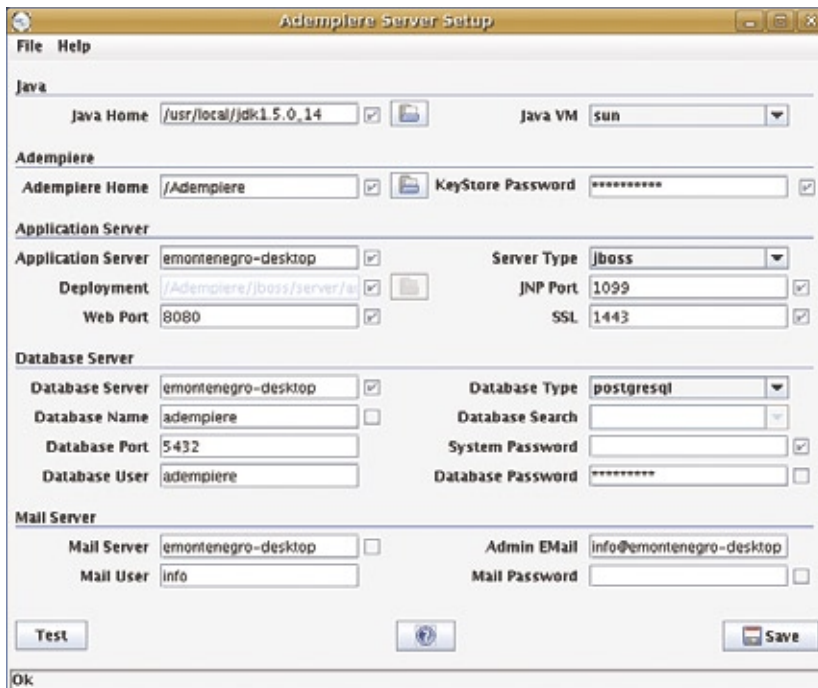 Adempiere Server Setup
File Help
Java
Java Home /usr/local/jdk1.5.0_14 Java VM sun
Adempiere
Adempiere Home /Adempiere KeyStore Password **********
Application Server
Application Server emontenegro-desktop Server Type jboss
Deployment /Adempiere/jboss/server/ JNP Port 1099
Web Port 8080 SSL 1443
Database Server
Database Server emontenegro-desktop Database Type postgresql
Database Name adempiere Database Search
Database Port 5432 System Password
Database User adempiere Database Password *********
Mail Server
Mail Server emontenegro-desktop Admin EMail info@emontenegro-desktop
Mail User info Mail Password
Test Save
Ok